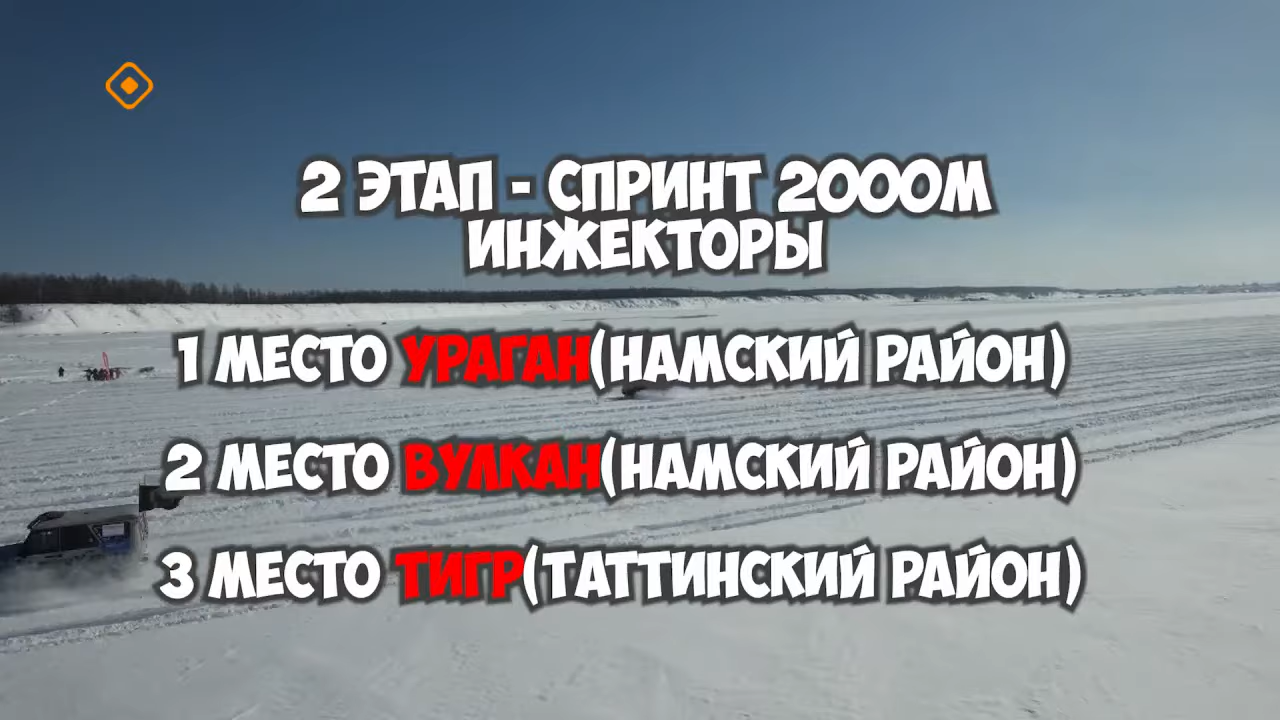 2 ЭТАП - СПРИНТ 2000М
ИНЖЕКТОРЫ
1 МЕСТО УРАГАН(НАМСКИЙ РАЙОН)
2 МЕСТО ВУЛКАН(НАМСКИЙ РАЙОН)
3 МЕСТО ТИГР(ТАТТИНСКИЙ РАЙОН)